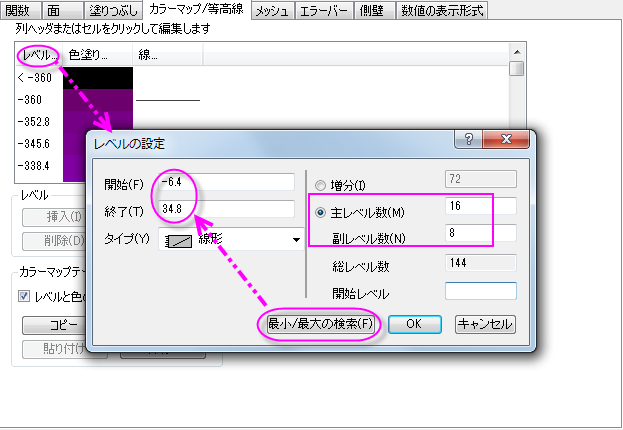 関数 面 塗りつぶし カラーマップ/等高線 メッシュ エラーバー 側壁 数値の表示形式
列ヘッダまたはセルをクリックして編集します
レベル... 色塗り... 線...
< -360
-360
-352.8
-345.6
-338.4
レベルの設定
開始(F) -6.4
終了(T) 34.8
タイプ(Y) 線形
増分(I) 72
主レベル数(M) 16
副レベル数(N) 8
総レベル数 144
開始レベル
最小/最大の検索(F) OK キャンセル
レベル
挿入(I)
削除(D)
カラーマップテー
レベルと色の
コピー
貼り付け